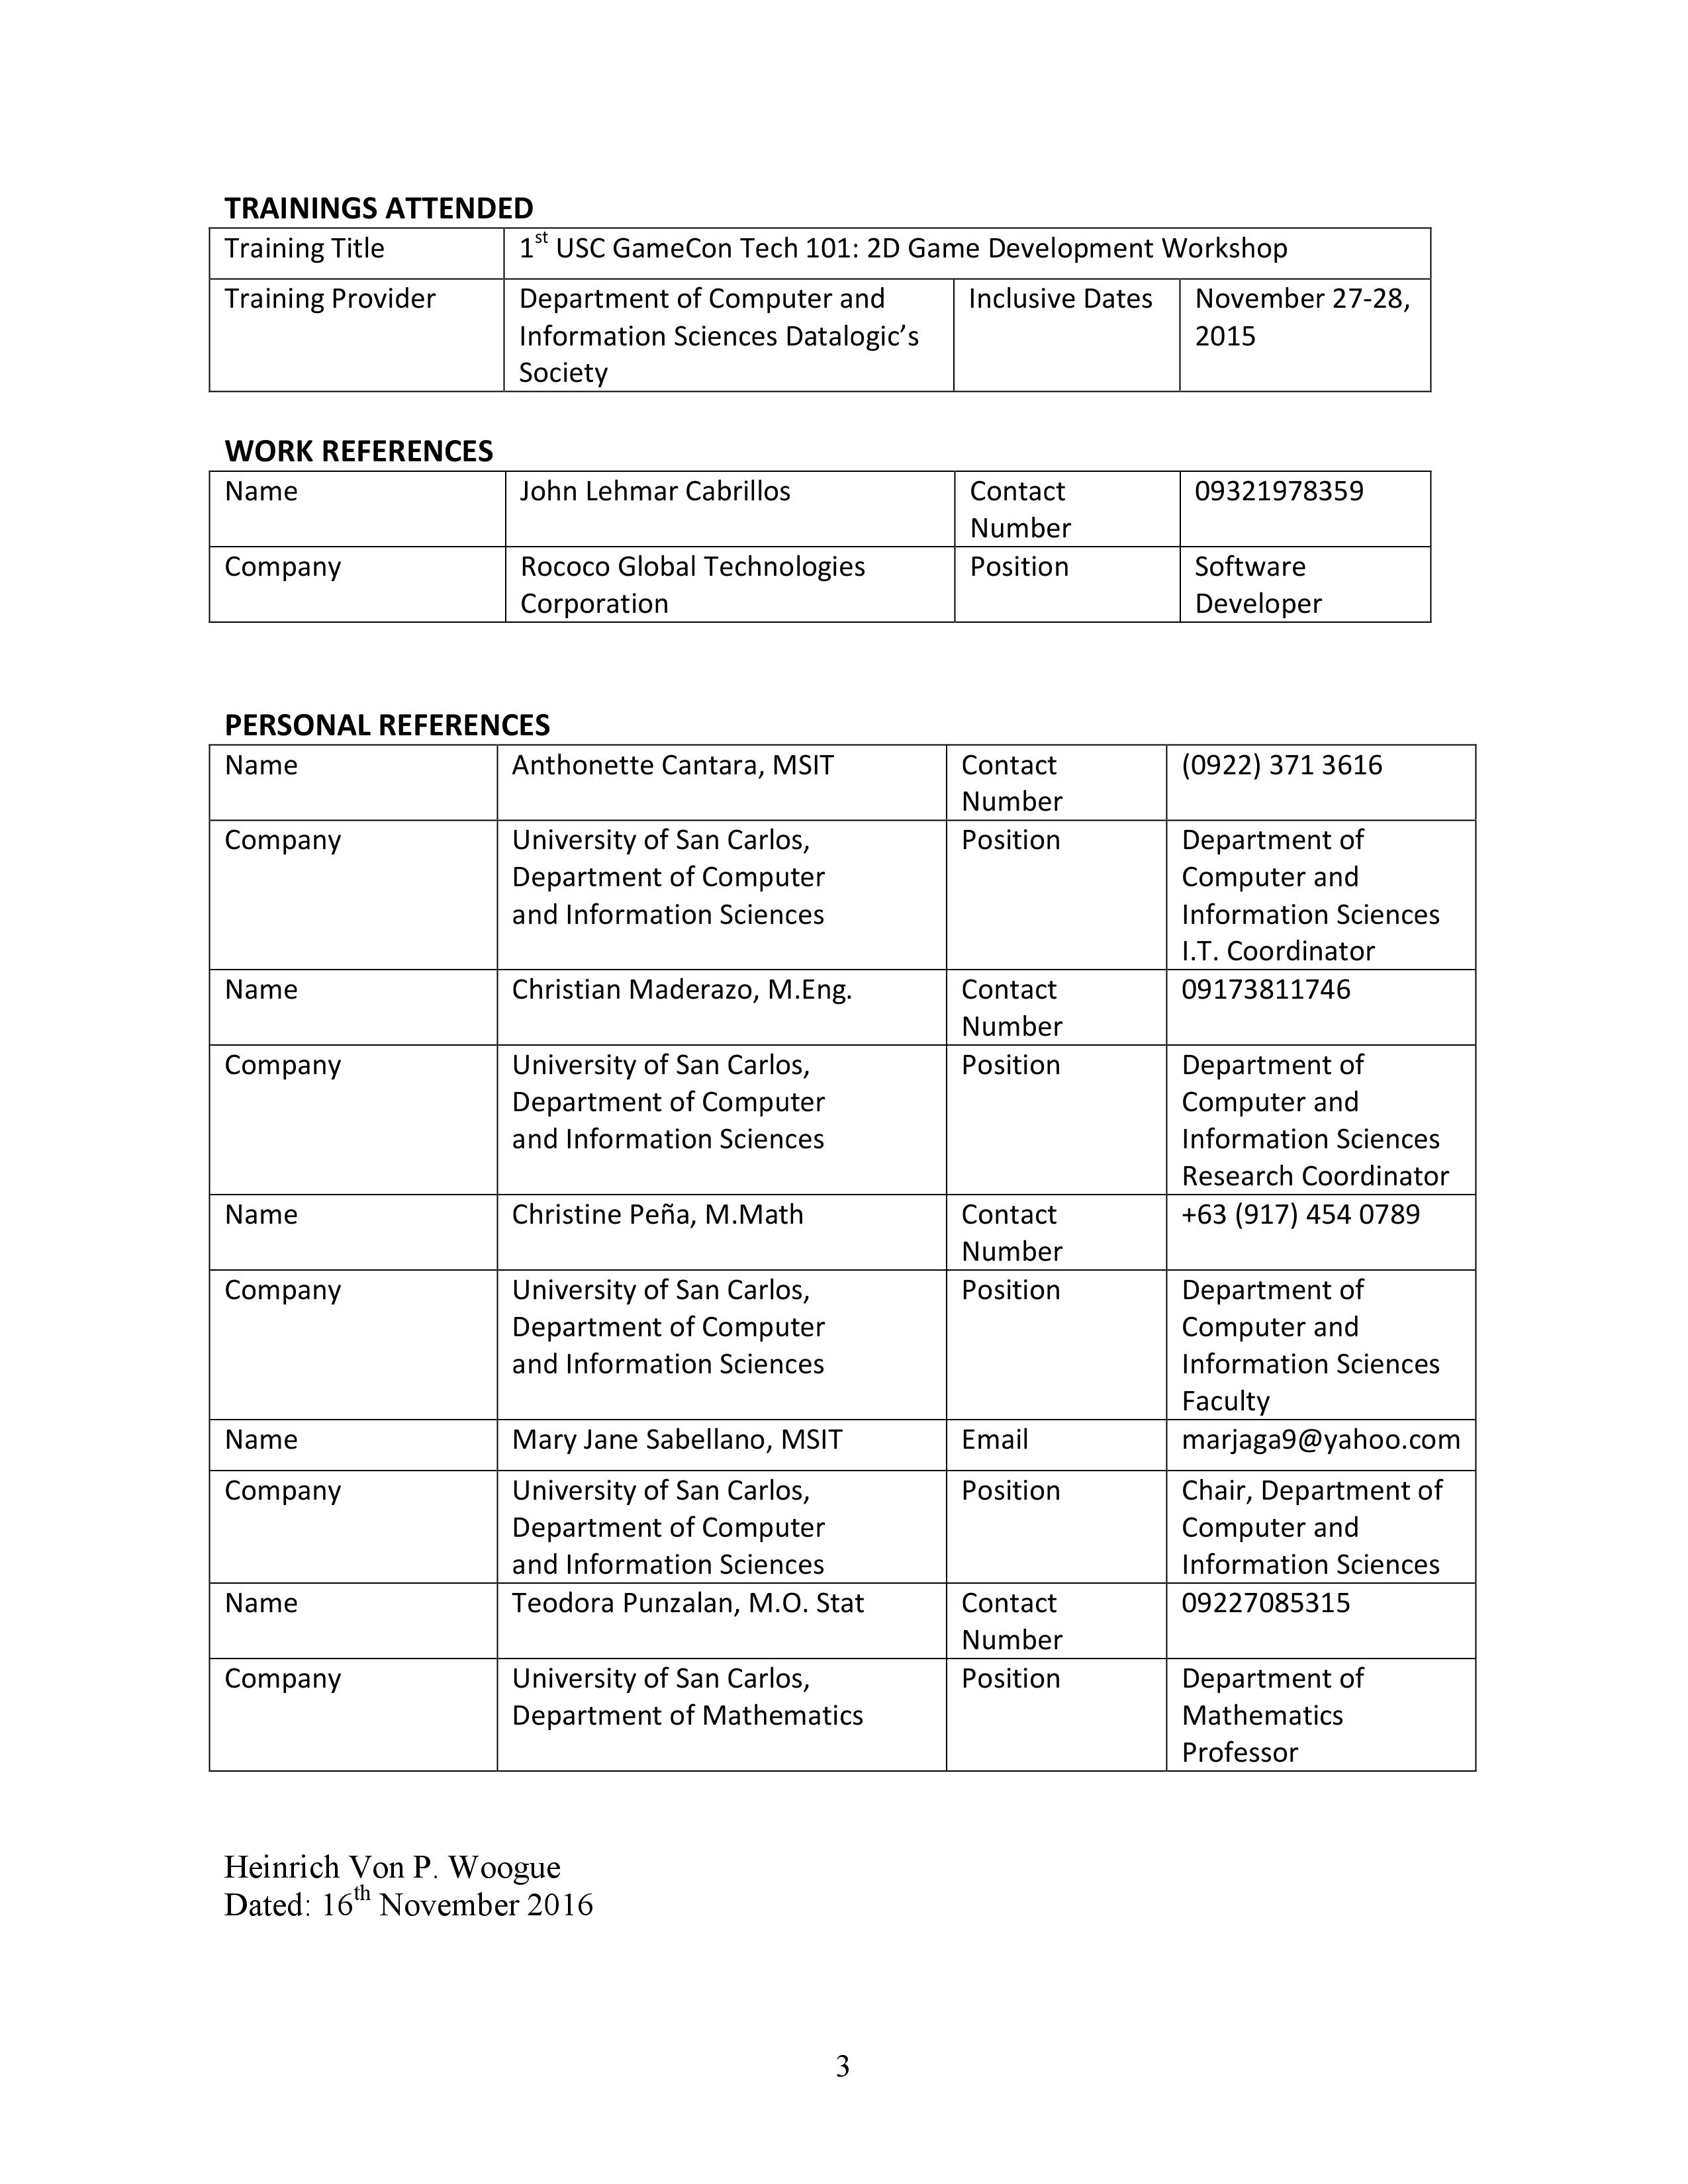 TRAININGS ATTENDED
Training Title 1st USC GameCon Tech 101: 2D Game Development Workshop
Training Provider Department of Computer and Inclusive Dates November 27-28,
Information Sciences Datalogic’s 2015
Society
WORK REFERENCES
Name John Lehmar Cabrillos Contact 09321978359
Number
Company Rococo Global Technologies Position Software
Corporation Developer
PERSONAL REFERENCES
Name Anthonette Cantara, MSIT Contact (0922) 371 3616
Number
Company University of San Carlos, Position Department of
Department of Computer Computer and
and Information Sciences Information Sciences
I.T. Coordinator
Name Christian Maderazo, M.Eng. Contact 09173811746
Number
Company University of San Carlos, Position Department of
Department of Computer Computer and
and Information Sciences Information Sciences
Research Coordinator
Name Christine Peña, M.Math Contact +63 (917) 454 0789
Number
Company University of San Carlos, Position Department of
Department of Computer Computer and
and Information Sciences Information Sciences
Faculty
Name Mary Jane Sabellano, MSIT Email marjaga9@yahoo.com
Company University of San Carlos, Position Chair, Department of
Department of Computer Computer and
and Information Sciences Information Sciences
Name Teodora Punzalan, M.O. Stat Contact 09227085315
Number
Company University of San Carlos, Position Department of
Department of Mathematics Mathematics
Professor
Heinrich Von P. Woogue
Dated: 16th November 2016
3